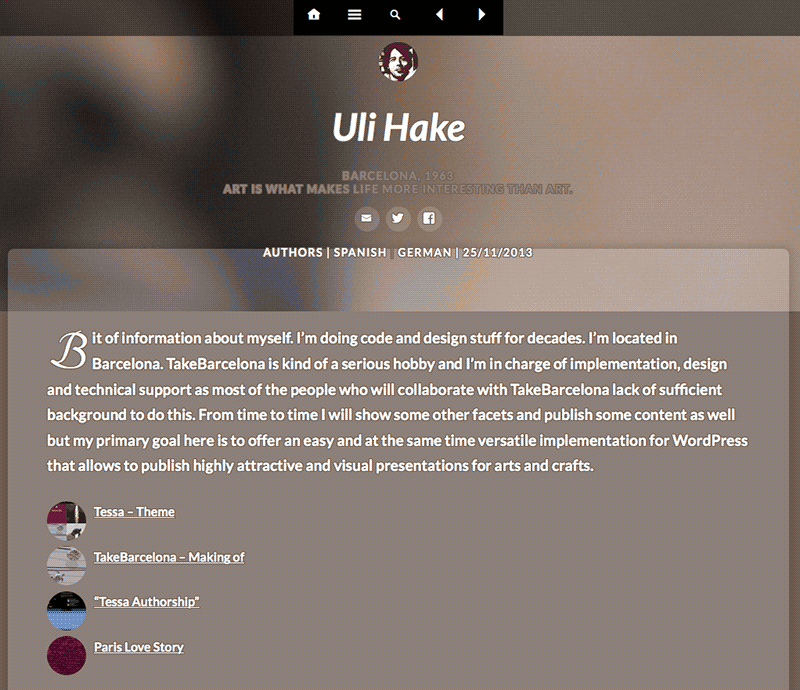 Uli Hake
BARCELONA, 1963
ART IS WHAT MAKES LIFE MORE INTERESTING THAN ART.
AUTHORS | SPANISH | GERMAN | 25/11/2013
Bit of information about myself. I'm doing code and design stuff for decades. I'm located in
Barcelona. TakeBarcelona is kind of a serious hobby and I'm in charge of implementation, design
and technical support as most of the people who will collaborate with TakeBarcelona lack of sufficient
background to do this. From time to time I will show some other facets and publish some content as well
but my primary goal here is to offer an easy and at the same time versatile implementation for WordPress
that allows to publish highly attractive and visual presentations for arts and crafts.
Tessa – Theme
TakeBarcelona – Making of
“Tessa Authorship”
Paris Love Story